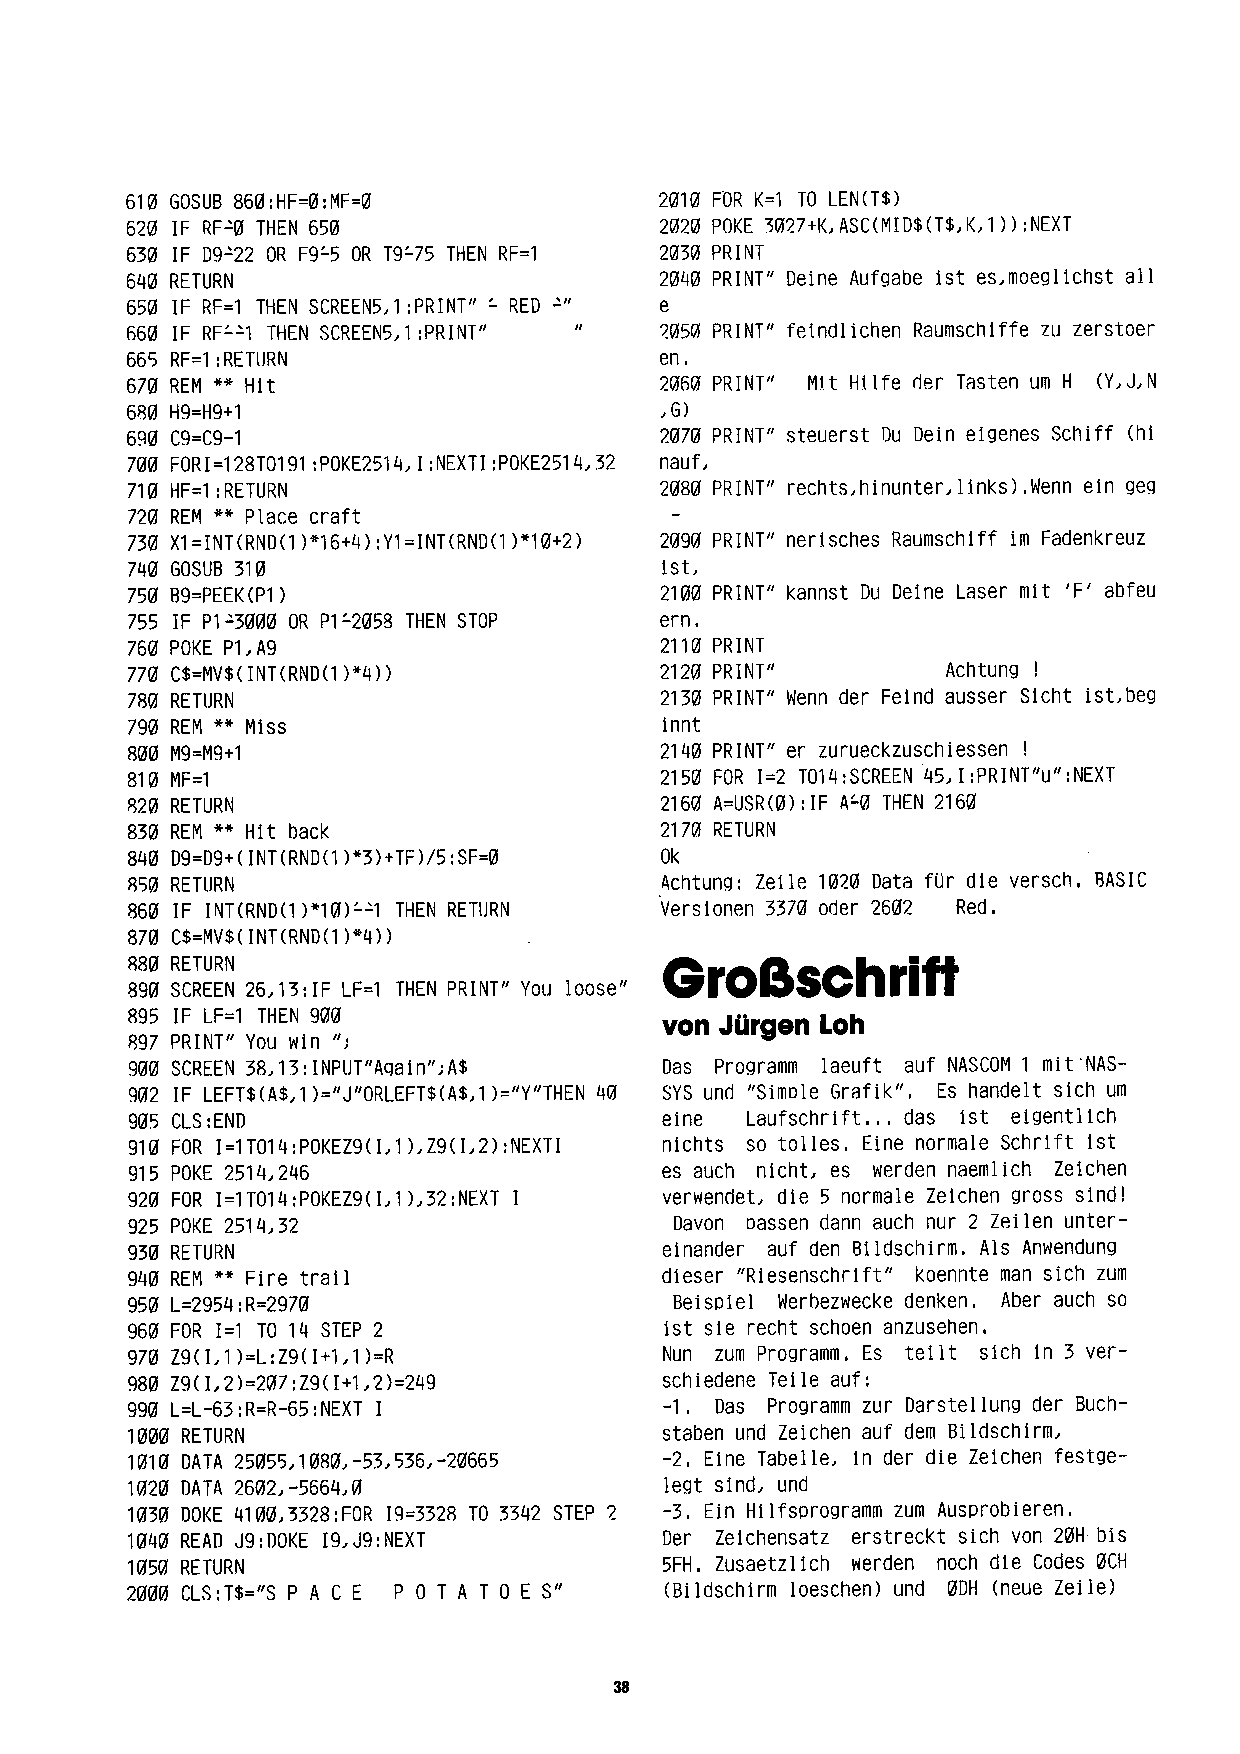 610 GOSUB 860:HF=0:MF=0
620 IF RF∸0 THEN 650
630 IF D9∸22 OR F9∸5 OR T9∸75 THEN RF=1
640 RETURN
650 IF RF=1 THEN SCREEN5,1:PRINT" ∸ RED ∸"
660 IF RF∸∸1 THEN SCREEN5,1:PRINT"        "
665 RF=1:RETURN
670 REM ** Hit
680 H9=H9+1
690 C9=C9-1
700 FORI=128TO191:POKE2514,I:NEXTI:POKE2514,32
710 HF=1:RETURN
720 REM ** Place craft
730 X1=INT(RND(1)*16+4):Y1=INT(RND(1)*10+2)
740 GOSUB 310
750 B9=PEEK(P1)
755 IF P1∸3000 OR P1∸2058 THEN STOP
760 POKE P1,A9
770 C$=MV$(INT(RND(1)*4))
780 RETURN
790 REM ** Miss
800 M9=M9+1
810 MF=1
820 RETURN
830 REM ** Hit back
840 D9=D9+(INT(RND(1)*3)+TF)/5:SF=0
850 RETURN
860 IF INT(RND(1)*10)∸∸1 THEN RETURN
870 C$=MV$(INT(RND(1)*4))
880 RETURN
890 SCREEN 26,13:IF LF=1 THEN PRINT" You loose"
895 IF LF=1 THEN 900
897 PRINT" You win ";
900 SCREEN 38,13:INPUT"Again";A$
902 IF LEFT$(A$,1)="J"ORLEFT$(A$,1)="Y"THEN 40
905 CLS:END
910 FOR I=1TO14:POKEZ9(I,1),Z9(I,2):NEXTI
915 POKE 2514,246
920 FOR I=1TO14:POKEZ9(I,1),32:NEXT I
925 POKE 2514,32
930 RETURN
940 REM ** Fire trail
950 L=2954:R=2970
960 FOR I=1 TO 14 STEP 2
970 Z9(I,1)=L:Z9(I+1,1)=R
980 Z9(I,2)=207:Z9(I+1,2)=249
990 L=L-63:R=R-65:NEXT I
1000 RETURN
1010 DATA 25055,1080,-53,536,-20665
1020 DATA 2602,-5664,0
1030 DOKE 4100,3328:FOR I9=3328 TO 3342 STEP 2
1040 READ J9:DOKE I9,J9:NEXT
1050 RETURN
2000 CLS:T$="S P A C E   P O T A T O E S"
2010 FOR K=1 TO LEN(T$)
2020 POKE 3027+K,ASC(MID$(T$,K,1)):NEXT
2030 PRINT
2040 PRINT" Deine Aufgabe ist es,moeglichst all
e
2050 PRINT" feindlichen Raumschiffe zu zerstoer
en.
2060 PRINT"   Mit Hilfe der Tasten um H  (Y,J,N
,G)
2070 PRINT" steuerst Du Dein eigenes Schiff (hi
nauf,
2080 PRINT" rechts,hinunter,links).Wenn ein geg
-
2090 PRINT" nerisches Raumschiff im Fadenkreuz
ist,
2100 PRINT" kannst Du Deine Laser mit 'F' abfeu
ern.
2110 PRINT
2120 PRINT"                Achtung !
2130 PRINT" Wenn der Feind ausser Sicht ist,beg
innt
2140 PRINT" er zurueckzuschiessen !
2150 FOR I=2 TO14:SCREEN 45,I:PRINT"u":NEXT
2160 A=USR(0):IF A∸0 THEN 2160
2170 RETURN
Ok
Achtung: Zeile 1020 Data für die versch. BASIC
Versionen 3370 oder 2602   Red.
Großschrift
von Jürgen Loh
Das Programm laeuft auf NASCOM 1 mit NAS-
SYS und "Simple Grafik". Es handelt sich um
eine Laufschrift... das ist eigentlich
nichts so tolles. Eine normale Schrift ist
es auch nicht, es werden naemlich Zeichen
verwendet, die 5 normale Zeichen gross sind!
Davon passen dann auch nur 2 Zeilen unter-
einander auf den Bildschirm. Als Anwendung
dieser "Riesenschrift" koennte man sich zum
Beispiel Werbezwecke denken. Aber auch so
ist sie recht schoen anzusehen.
Nun zum Programm. Es teilt sich in 3 ver-
schiedene Teile auf:
-1. Das Programm zur Darstellung der Buch-
staben und Zeichen auf dem Bildschirm,
-2. Eine Tabelle, in der die Zeichen festge-
legt sind, und
-3. Ein Hilfsprogramm zum Ausprobieren.
Der Zeichensatz erstreckt sich von 20H bis
5FH. Zusaetzlich werden noch die Codes 0CH
(Bildschirm loeschen) und 0DH (neue Zeile)
38